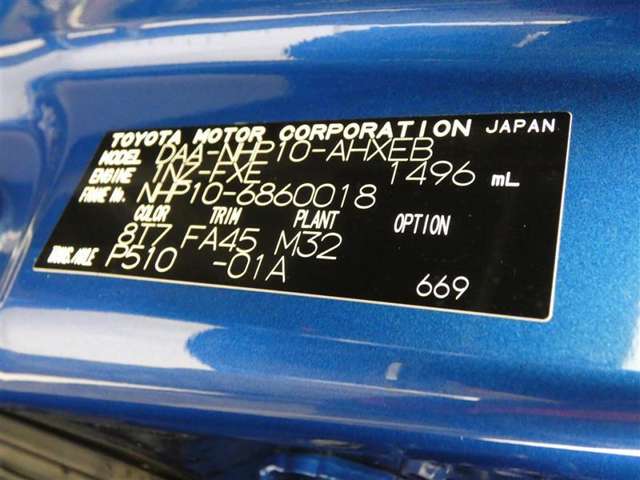 TOYOTA MOTOR CORPORATION JAPAN
MODEL DAA-NHP10-AHXEB
ENGINE 1NZ-FXE 1496 mL
FRAME No. NHP10-6860018
COLOR TRIM PLANT OPTION
8T7 FA45 M32
TRANS./AXLE P510 -01A
669